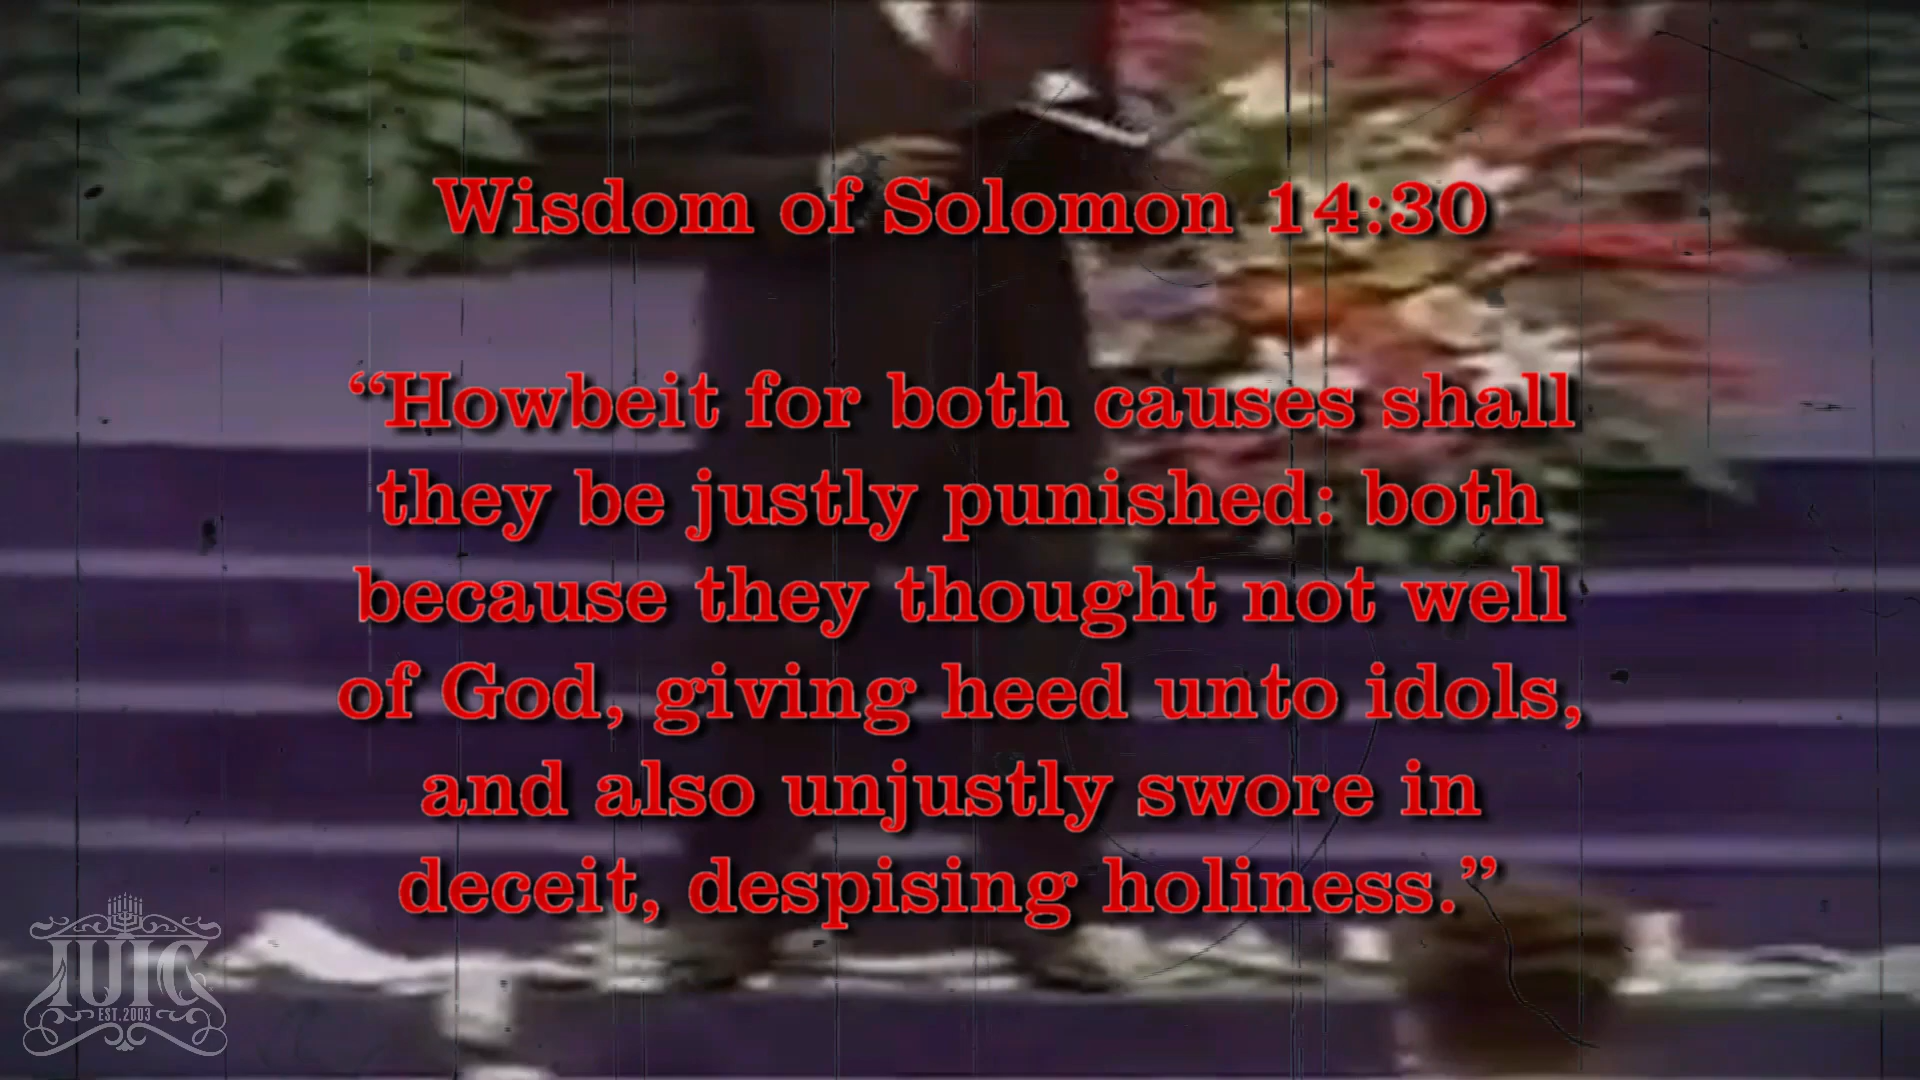 Wisdom of Solomon 14:30
“Howbeit for both causes shall
they be justly punished: both
because they thought not well
of God, giving heed unto idols,
and also unjustly swore in
deceit, despising holiness.”
IUIC
EST.2003